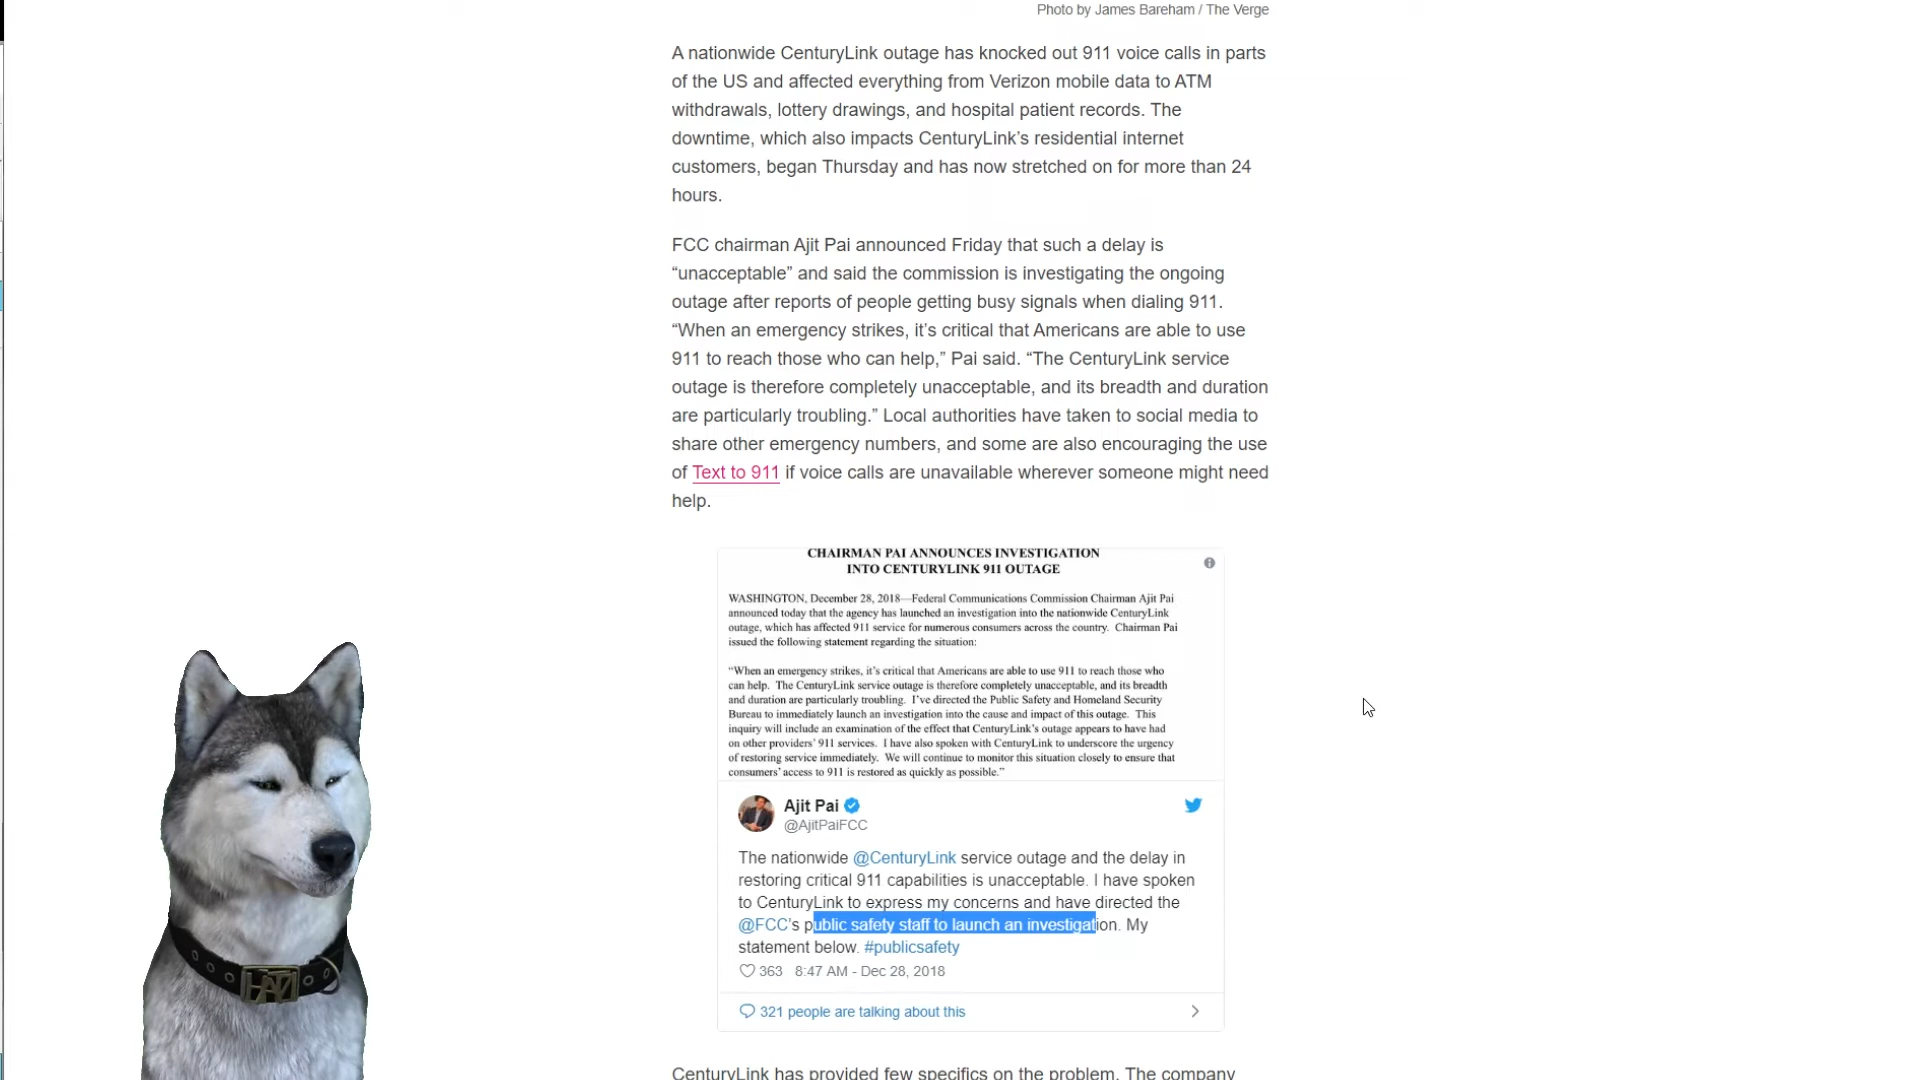 Photo by James Bareham / The Verge
A nationwide CenturyLink outage has knocked out 911 voice calls in parts
of the US and affected everything from Verizon mobile data to ATM
withdrawals, lottery drawings, and hospital patient records. The
downtime, which also impacts CenturyLink’s residential internet
customers, began Thursday and has now stretched on for more than 24
hours.
FCC chairman Ajit Pai announced Friday that such a delay is
“unacceptable” and said the commission is investigating the ongoing
outage after reports of people getting busy signals when dialing 911.
“When an emergency strikes, it’s critical that Americans are able to use
911 to reach those who can help,” Pai said. “The CenturyLink service
outage is therefore completely unacceptable, and its breadth and duration
are particularly troubling.” Local authorities have taken to social media to
share other emergency numbers, and some are also encouraging the use
of Text to 911 if voice calls are unavailable wherever someone might need
help.
CHAIRMAN PAI ANNOUNCES INVESTIGATION
INTO CENTURYLINK 911 OUTAGE
WASHINGTON, December 28, 2018—Federal Communications Commission Chairman Ajit Pai
announced today that the agency has launched an investigation into the nationwide CenturyLink
outage, which has affected 911 service for numerous consumers across the country. Chairman Pai
issued the following statement regarding the situation:
“When an emergency strikes, it’s critical that Americans are able to use 911 to reach those who
can help. The CenturyLink service outage is therefore completely unacceptable, and its breadth
and duration are particularly troubling. I’ve directed the Public Safety and Homeland Security
Bureau to immediately launch an investigation into the cause and impact of this outage. This
inquiry will include an examination of the effect that CenturyLink’s outage appears to have had
on other providers’ 911 services. I have also spoken with CenturyLink to underscore the urgency
of restoring service immediately. We will continue to monitor this situation closely to ensure that
consumers’ access to 911 is restored as quickly as possible.”
Ajit Pai
@AjitPaiFCC
The nationwide @CenturyLink service outage and the delay in
restoring critical 911 capabilities is unacceptable. I have spoken
to CenturyLink to express my concerns and have directed the
@FCC’s public safety staff to launch an investigation. My
statement below. #publicsafety
363 8:47 AM - Dec 28, 2018
321 people are talking about this
CenturyLink has provided few specifics on the problem. The company